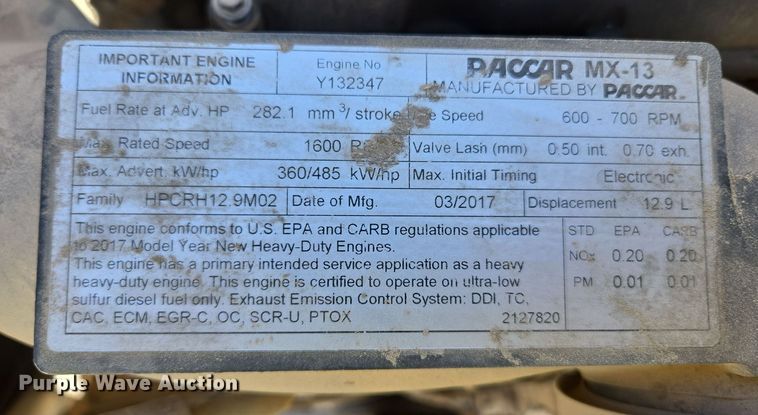 IMPORTANT ENGINE
INFORMATION
Engine No
Y132347
PACCAR MX-13
MANUFACTURED BY PACCAR
Fuel Rate at Adv. HP 282.1 mm3/ stroke
Speed 600 - 700 RPM
Max. Rated Speed 1600
Valve Lash (mm) 0.50 int. 0.70 exh.
Max. Advert. kW/hp 360/485 kW/hp
Max. Initial Timing Electronic
Family HPCRH12.9M02
Date of Mfg. 03/2017
Displacement 12.9 L
This engine conforms to U.S. EPA and CARB regulations applicable
to 2017 Model Year New Heavy-Duty Engines.
This engine has a primary intended service application as a heavy
heavy-duty engine. This engine is certified to operate on ultra-low
sulfur diesel fuel only. Exhaust Emission Control System: DDI, TC,
CAC, ECM, EGR-C, OC, SCR-U, PTOX 2127820
STD EPA CARB
NOx 0.20 0.20
PM 0.01 0.01
Purple Wave Auction